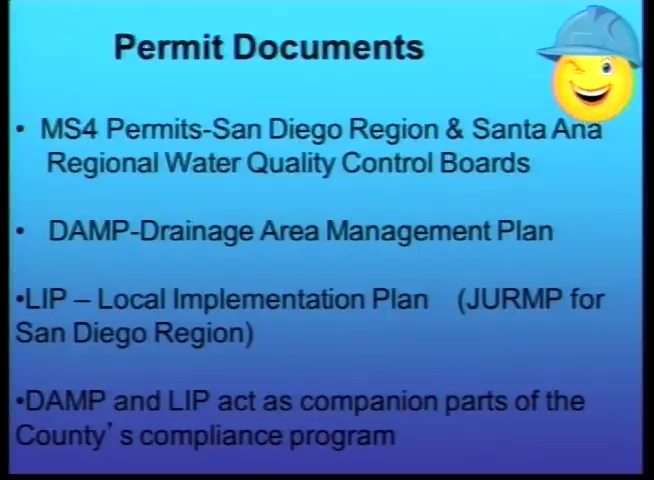 Permit Documents
• MS4 Permits-San Diego Region & Santa Ana
Regional Water Quality Control Boards
• DAMP-Drainage Area Management Plan
•LIP – Local Implementation Plan (JURMP for
San Diego Region)
•DAMP and LIP act as companion parts of the
County's compliance program